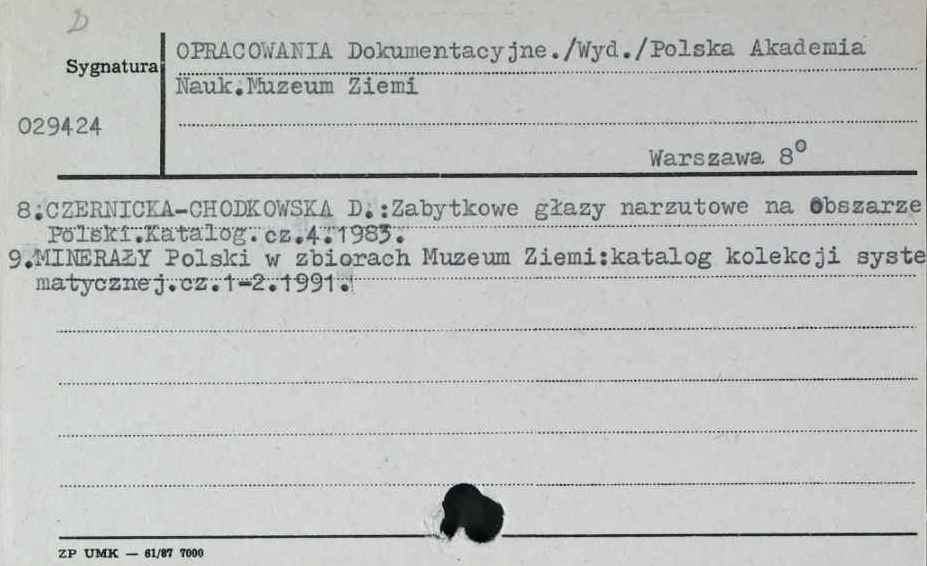 D
OPRACOWANIA Dokumentacyjne./Wyd./Polska Akademia
Sygnatura
Nauk.Muzeum Ziemi
029424
Warszawa 8°
8.CZERNICKA-CHODKOWSKA D.:Zabytkowe głazy narzutowe na obszarze
Polski.Katalog.cz.4.1983.
9.MINERAŁY Polski w zbiorach Muzeum Ziemi:katalog kolekcji syste
matycznej.cz.1-2.1991.
ZP UMK — 61/87 7000